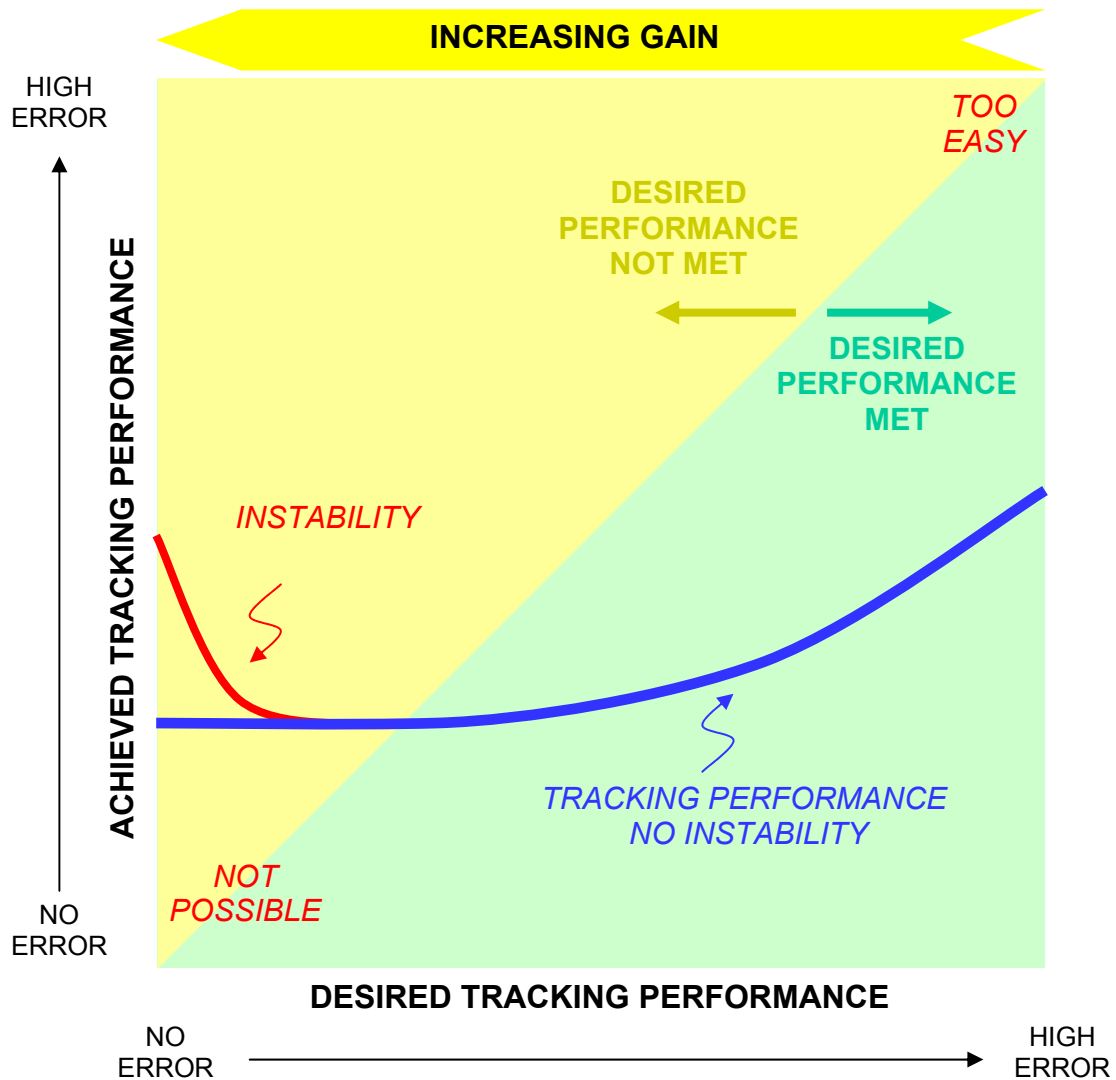 INCREASING GAIN
HIGH
ERROR
TOO
EASY
DESIRED
PERFORMANCE
NOT MET
DESIRED
PERFORMANCE
MET
ACHIEVED TRACKING PERFORMANCE
INSTABILITY
TRACKING PERFORMANCE
NO INSTABILITY
NOT
POSSIBLE
NO
ERROR
DESIRED TRACKING PERFORMANCE
NO
ERROR
HIGH
ERROR